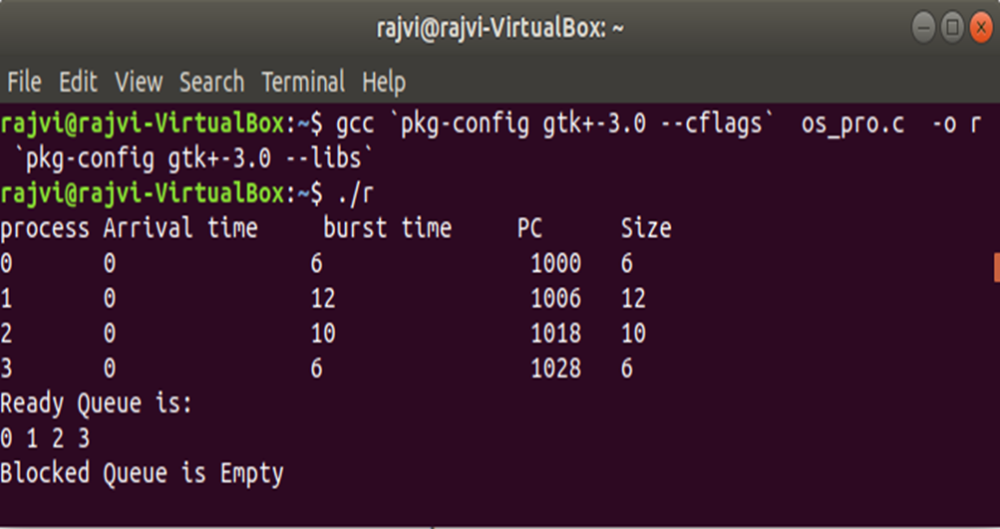 rajvi@rajvi-VirtualBox: ~
File Edit View Search Terminal Help
rajvi@rajvi-VirtualBox:~$ gcc `pkg-config gtk+-3.0 --cflags`  os_pro.c  -o r
 `pkg-config gtk+-3.0 --libs`
rajvi@rajvi-VirtualBox:~$ ./r
process Arrival time     burst time     PC      Size
0       0               6                1000   6
1       0               12               1006   12
2       0               10               1018   10
3       0               6                1028   6
Ready Queue is:
0 1 2 3
Blocked Queue is Empty